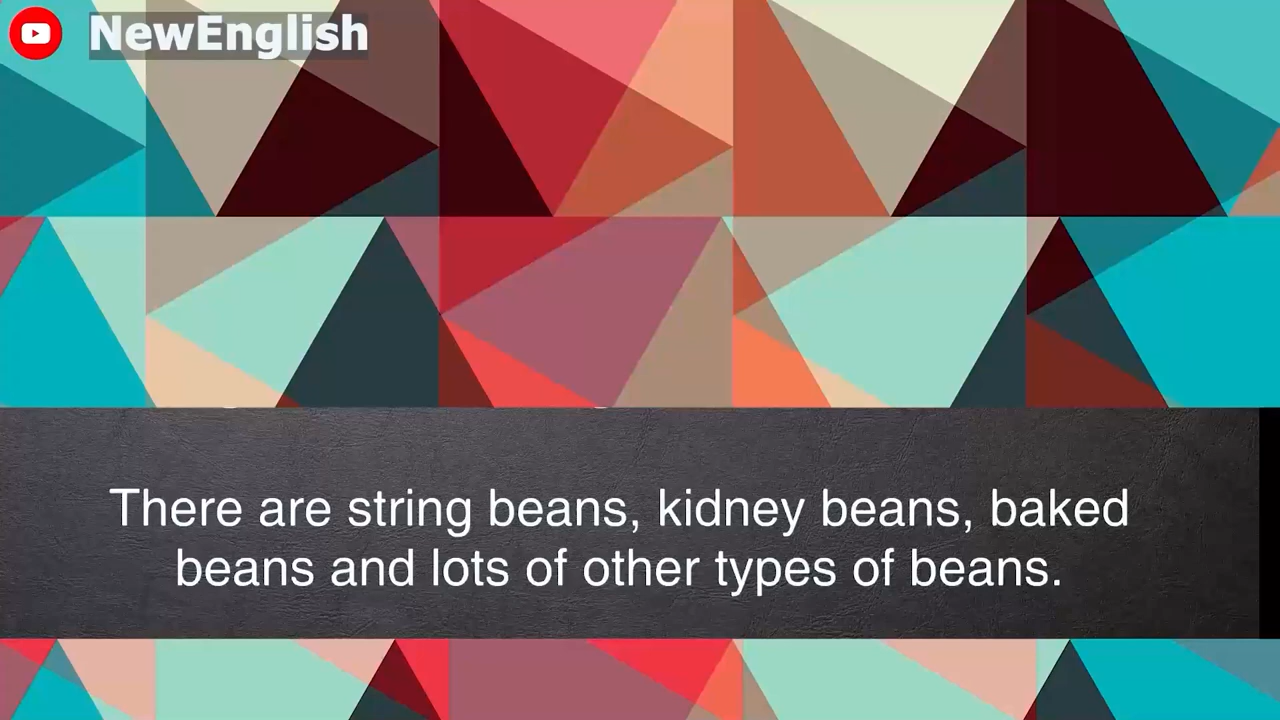 NewEnglish
There are string beans, kidney beans, baked
beans and lots of other types of beans.